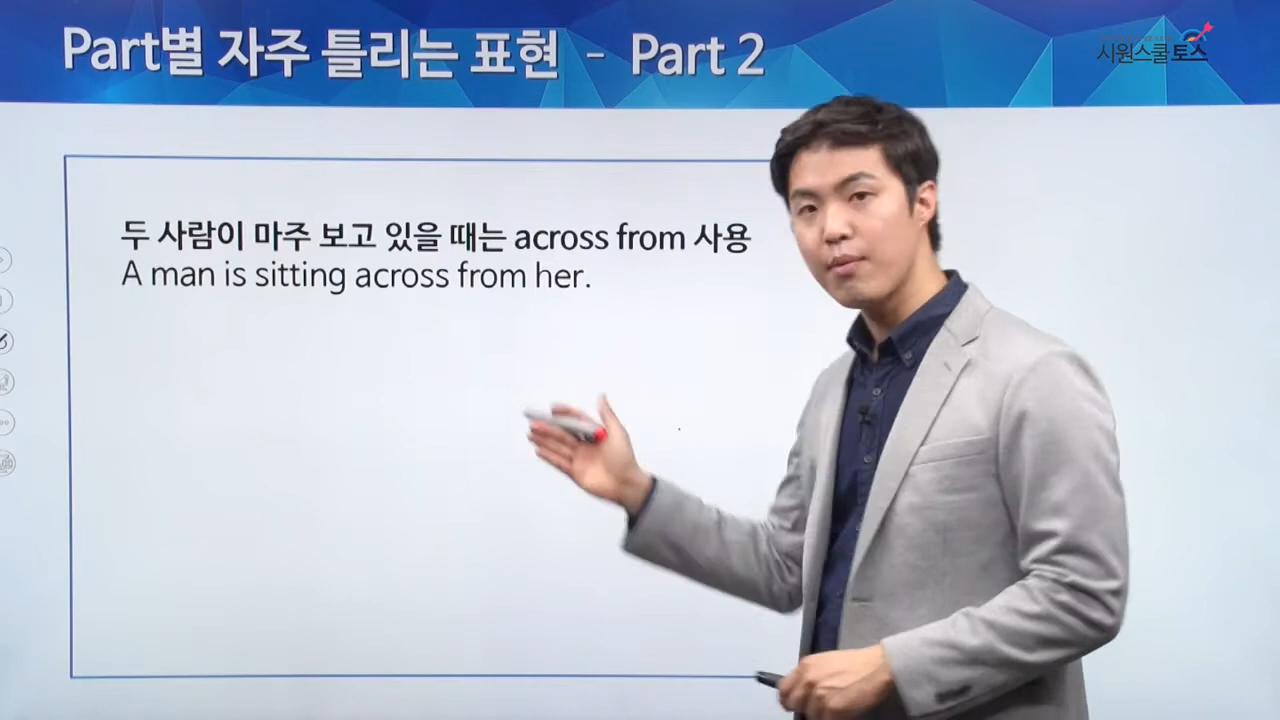 Part별 자주 틀리는 표현 - Part 2
시원스쿨토스
두 사람이 마주 보고 있을 때는 across from 사용
A man is sitting across from her.